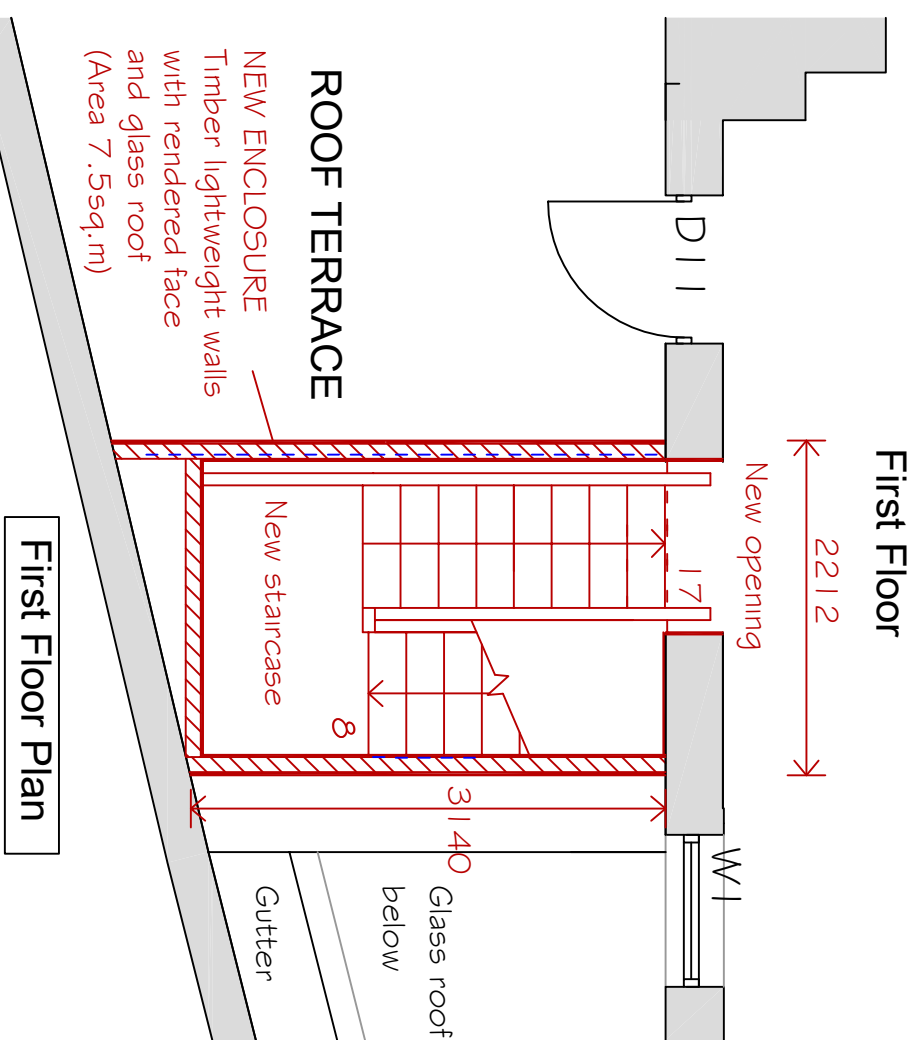 First Floor
2212
New opening
D11
17
W1
ROOF TERRACE
NEW ENCLOSURE
Timber lightweight walls
with rendered face
and glass roof
(Area 7.5sq.m)
New staircase
8
3140
Glass roof
below
Gutter
First Floor Plan